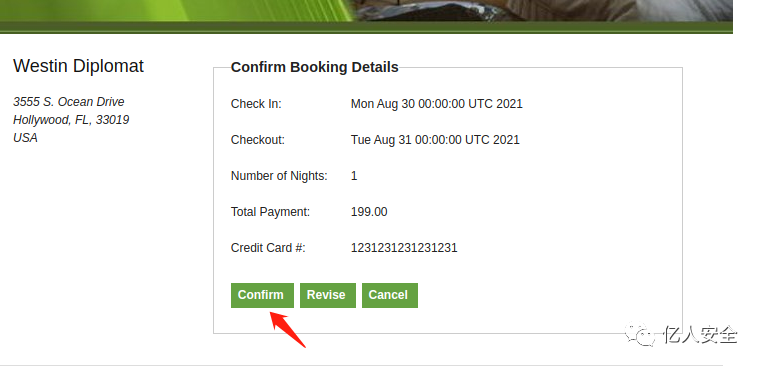 Westin Diplomat
3555 S. Ocean Drive
Hollywood, FL, 33019
USA
Confirm Booking Details
Check In: Mon Aug 30 00:00:00 UTC 2021
Checkout: Tue Aug 31 00:00:00 UTC 2021
Number of Nights: 1
Total Payment: 199.00
Credit Card #: 1231231231231231
Confirm Revise Cancel
亿人安全